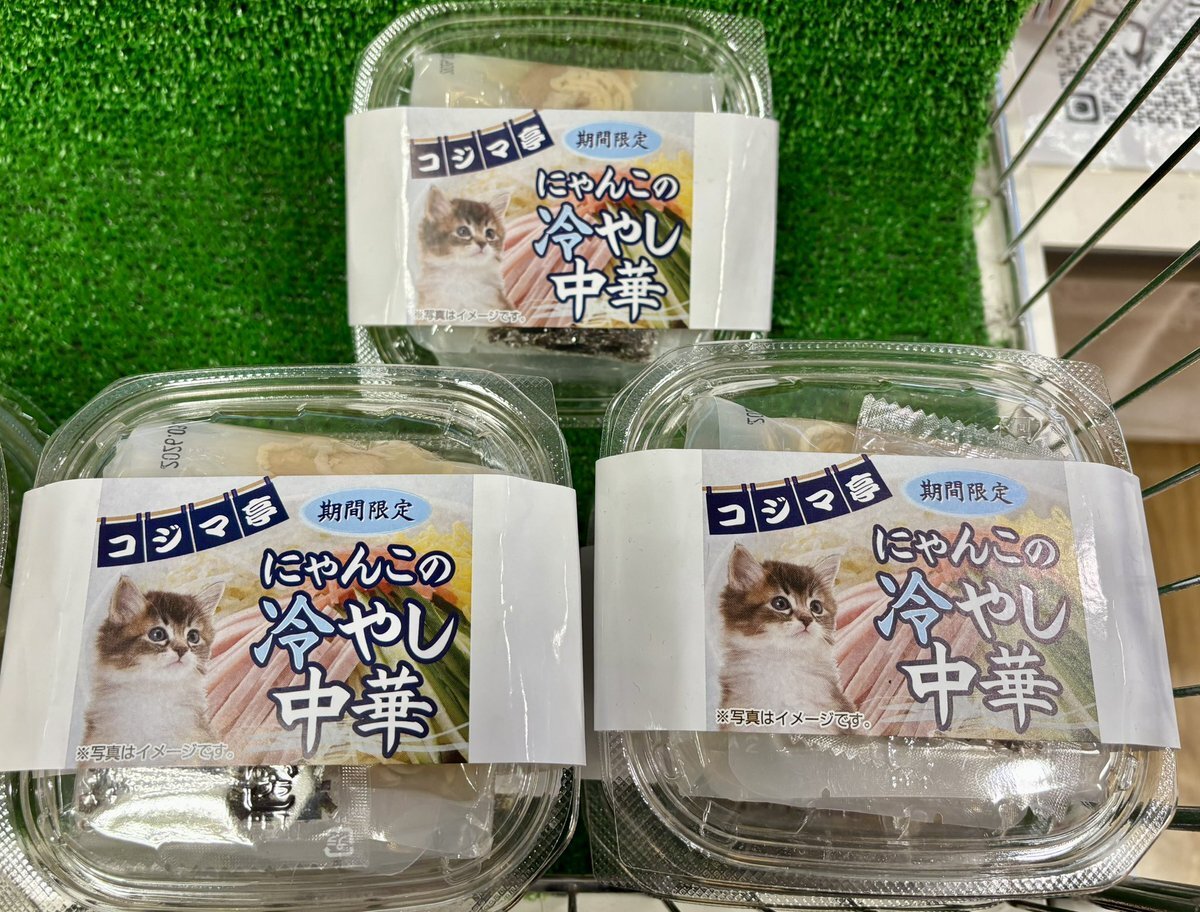 コジマ亭
期間限定
にゃんこの
冷やし
中華
※写真はイメージです。
コジマ亭
期間限定
にゃんこの
冷やし
中華
※写真はイメージです。
コジマ亭
期間限定
にゃんこの
冷やし
中華
※写真はイメージです。